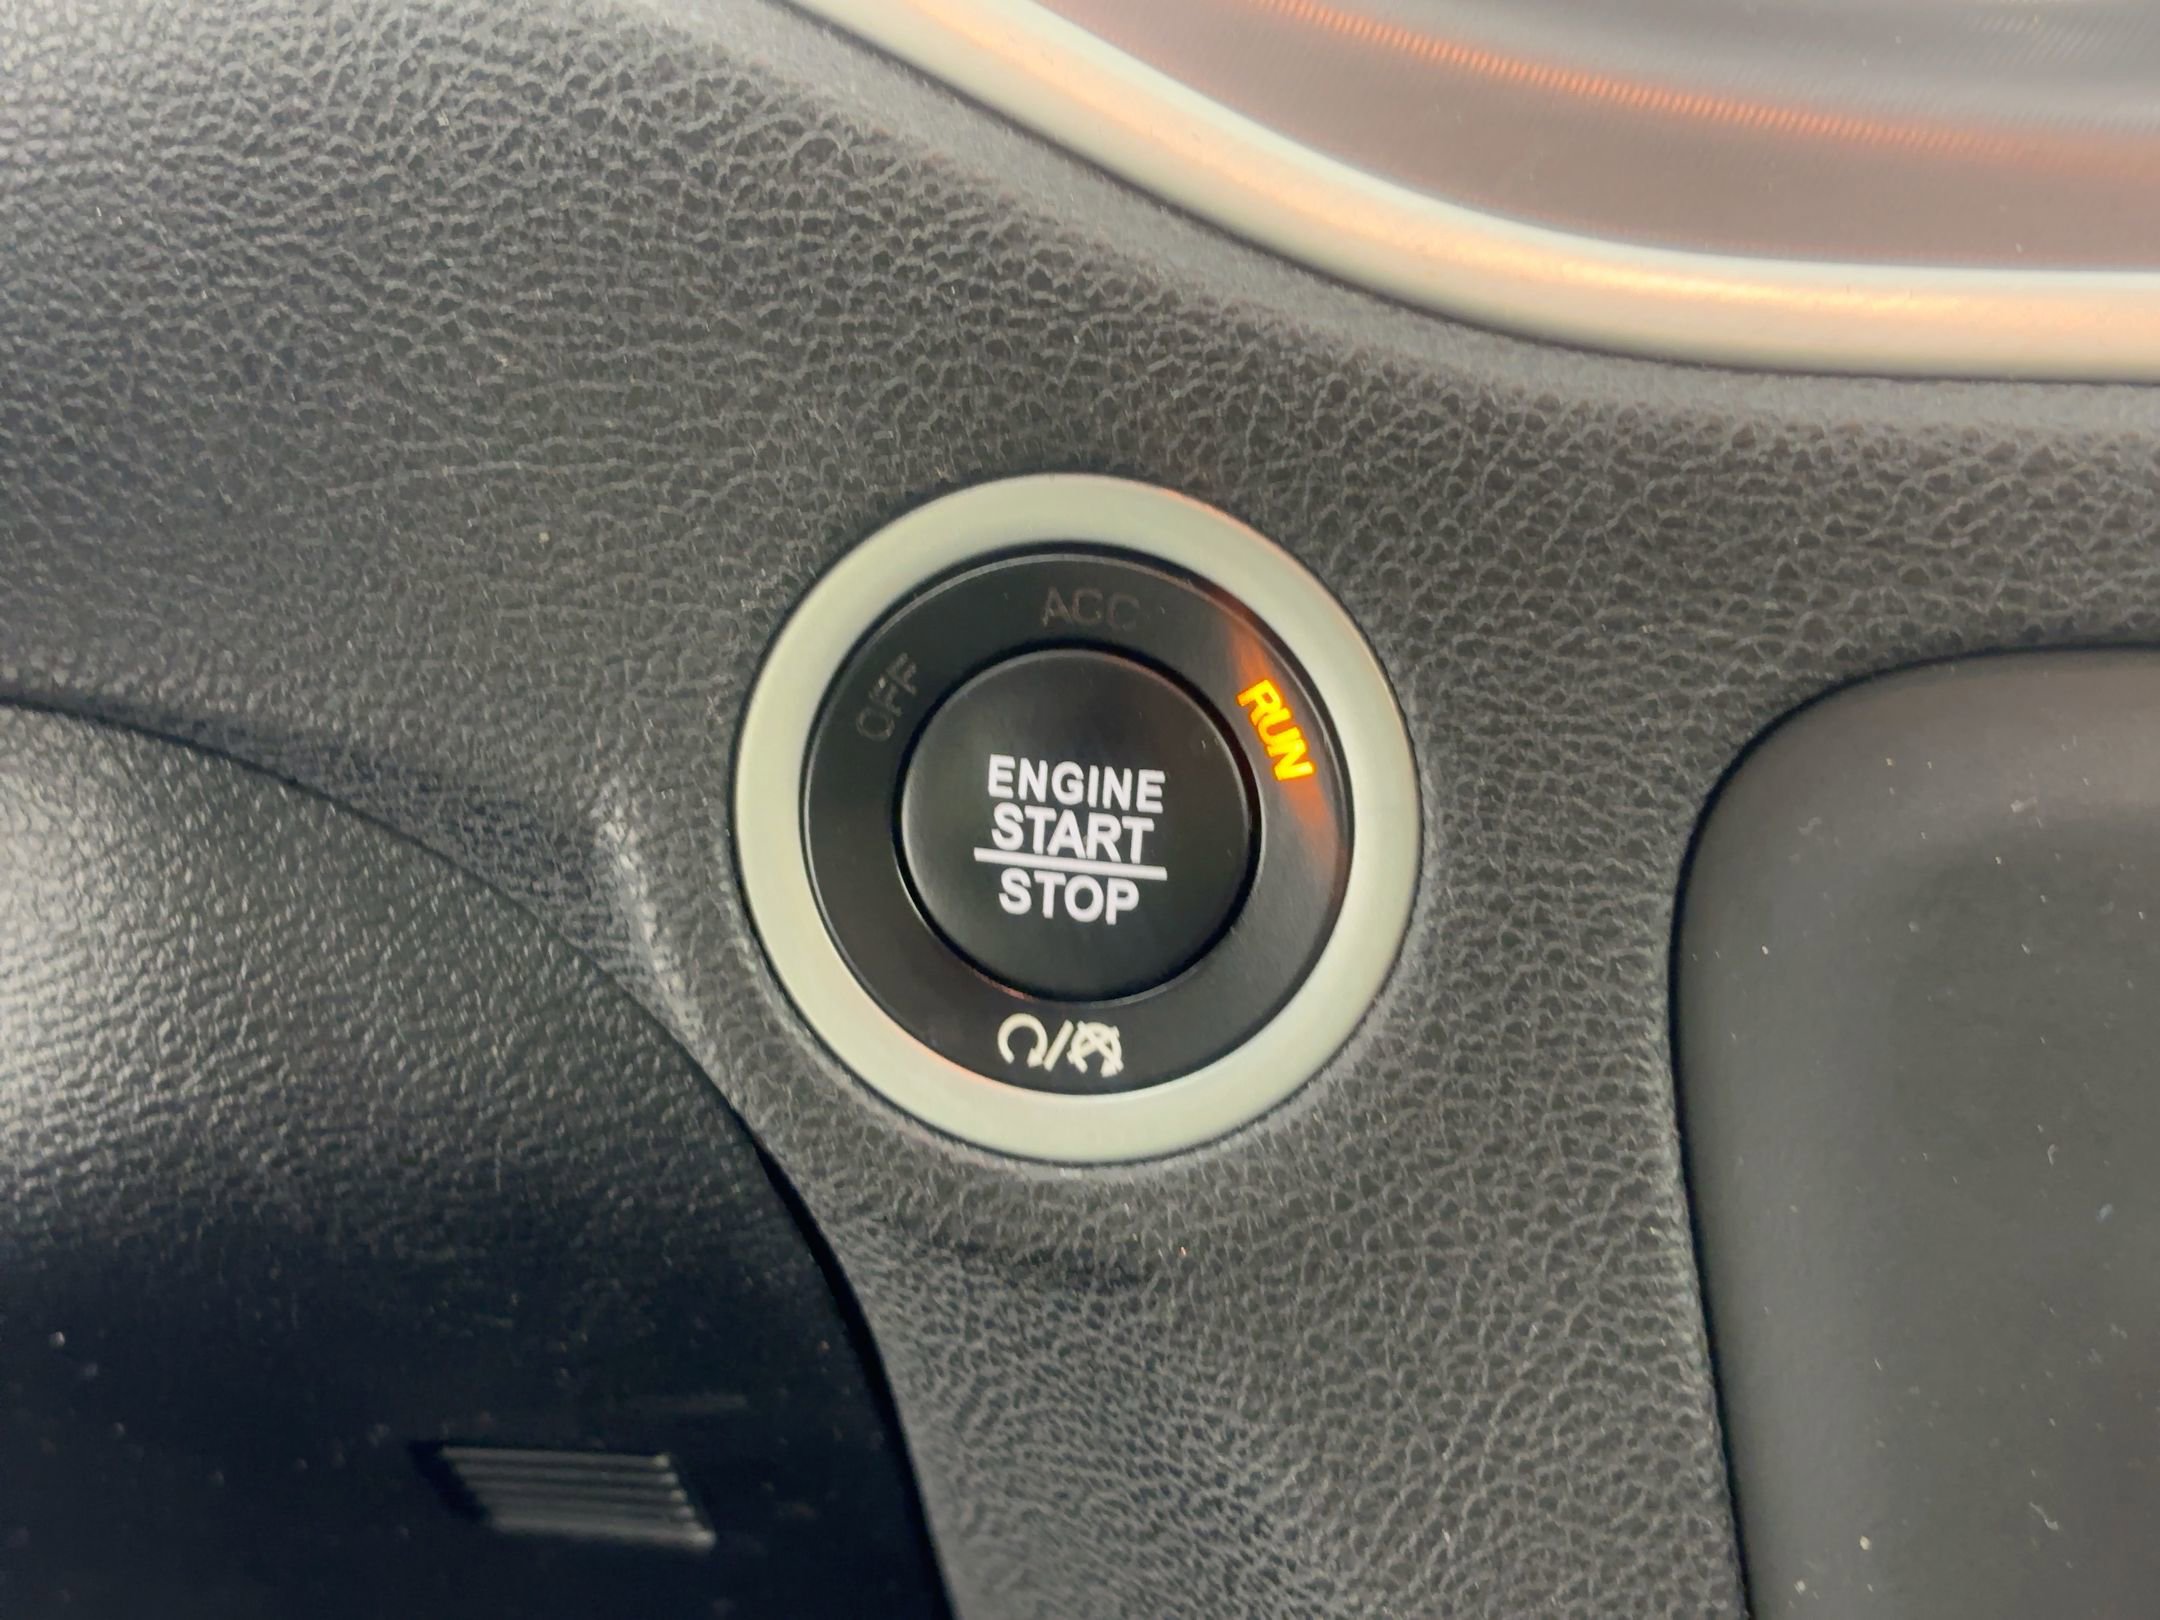 ACC
OFF
RUN
ENGINE
START
STOP